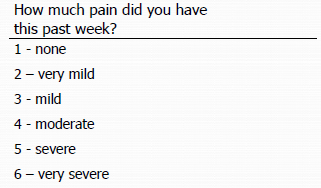 How much pain did you have
this past week?
1 - none
2 – very mild
3 - mild
4 - moderate
5 - severe
6 – very severe